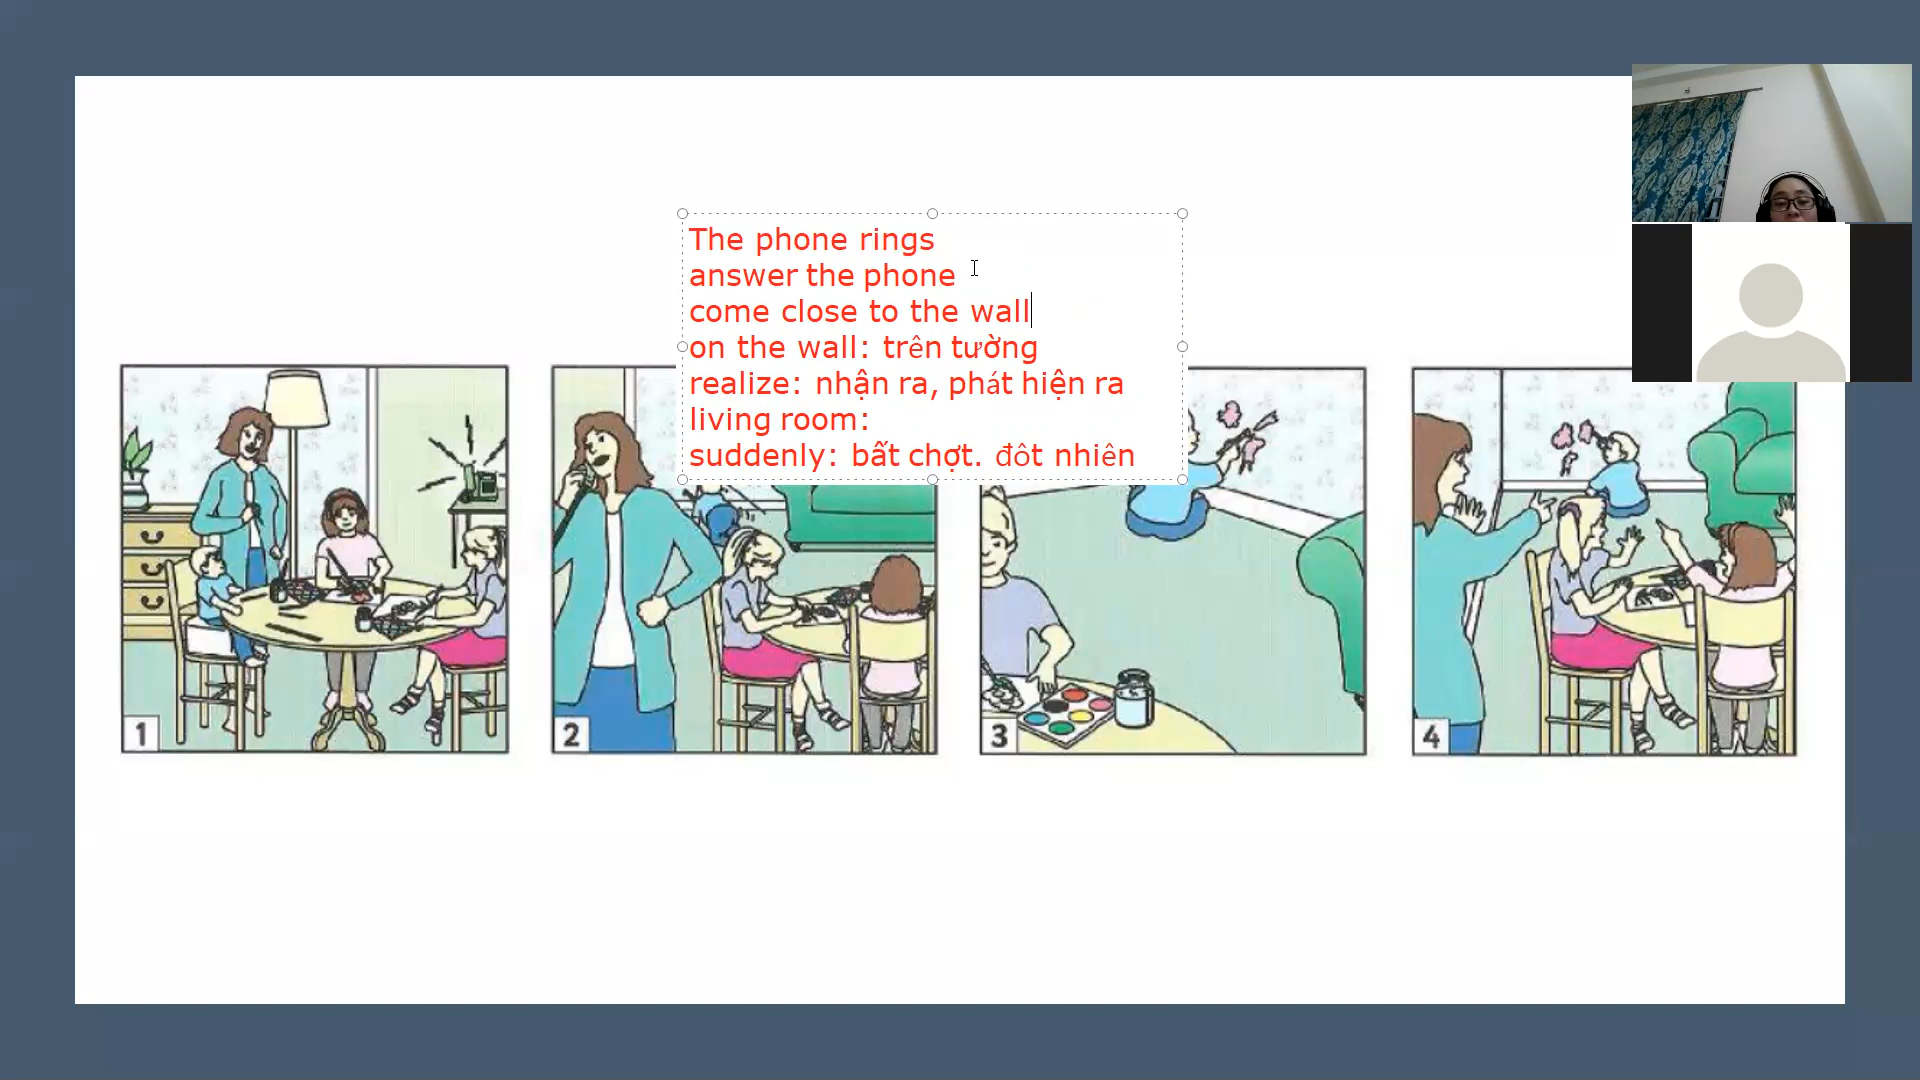 The phone rings
answer the phone
come close to the wall
on the wall: trên tường
realize: nhận ra, phát hiện ra
living room:
suddenly: bất chợt. đôt nhiên
1
2
3
4